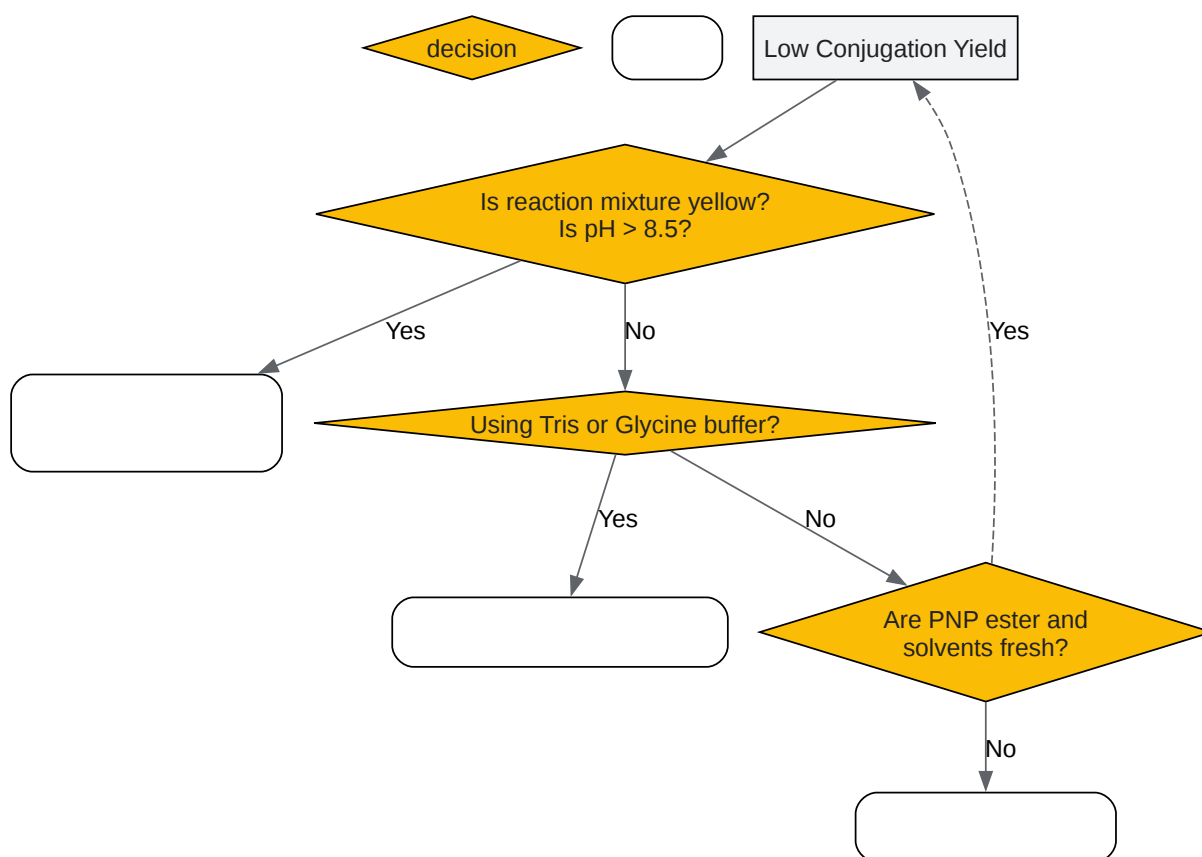 decision
Low Conjugation Yield
Is reaction mixture yellow?
Is pH > 8.5?
Yes
No
Yes
Using Tris or Glycine buffer?
Yes
No
Are PNP ester and
solvents fresh?
No